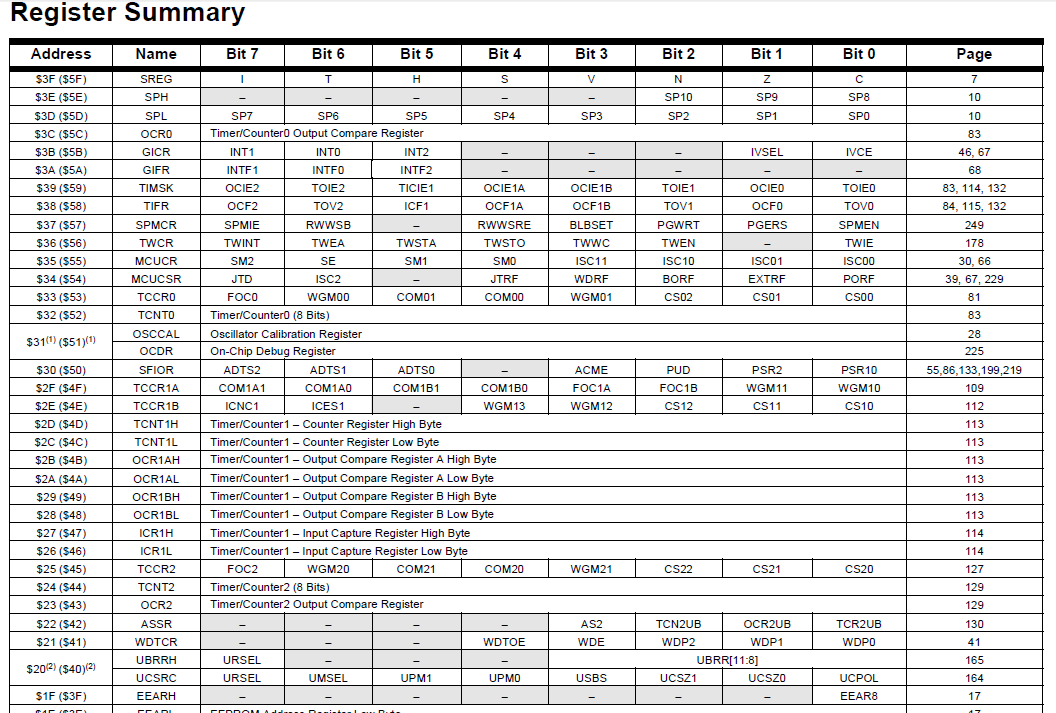 Register Summary
Address Name Bit 7 Bit 6 Bit 5 Bit 4 Bit 3 Bit 2 Bit 1 Bit 0 Page
$3F ($5F) SREG I T H S V N Z C 7
$3E ($5E) SPH – – – – – SP10 SP9 SP8 10
$3D ($5D) SPL SP7 SP6 SP5 SP4 SP3 SP2 SP1 SP0 10
$3C ($5C) OCR0 Timer/Counter0 Output Compare Register 83
$3B ($5B) GICR INT1 INT0 INT2 – – – IVSEL IVCE 46, 67
$3A ($5A) GIFR INTF1 INTF0 INTF2 – – – – – 68
$39 ($59) TIMSK OCIE2 TOIE2 TICIE1 OCIE1A OCIE1B TOIE1 OCIE0 TOIE0 83, 114, 132
$38 ($58) TIFR OCF2 TOV2 ICF1 OCF1A OCF1B TOV1 OCF0 TOV0 84, 115, 132
$37 ($57) SPMCR SPMIE RWWSB – RWWSRE BLBSET PGWRT PGERS SPMEN 249
$36 ($56) TWCR TWINT TWEA TWSTA TWSTO TWWC TWEN – TWIE 178
$35 ($55) MCUCR SM2 SE SM1 SM0 ISC11 ISC10 ISC01 ISC00 30, 66
$34 ($54) MCUCSR JTD ISC2 – JTRF WDRF BORF EXTRF PORF 39, 67, 229
$33 ($53) TCCR0 FOC0 WGM00 COM01 COM00 WGM01 CS02 CS01 CS00 81
$32 ($52) TCNT0 Timer/Counter0 (8 Bits) 83
$31(1) ($51)(1) OSCCAL Oscillator Calibration Register 28
OCDR On-Chip Debug Register 225
$30 ($50) SFIOR ADTS2 ADTS1 ADTS0 – ACME PUD PSR2 PSR10 55,86,133,199,219
$2F ($4F) TCCR1A COM1A1 COM1A0 COM1B1 COM1B0 FOC1A FOC1B WGM11 WGM10 109
$2E ($4E) TCCR1B ICNC1 ICES1 – WGM13 WGM12 CS12 CS11 CS10 112
$2D ($4D) TCNT1H Timer/Counter1 – Counter Register High Byte 113
$2C ($4C) TCNT1L Timer/Counter1 – Counter Register Low Byte 113
$2B ($4B) OCR1AH Timer/Counter1 – Output Compare Register A High Byte 113
$2A ($4A) OCR1AL Timer/Counter1 – Output Compare Register A Low Byte 113
$29 ($49) OCR1BH Timer/Counter1 – Output Compare Register B High Byte 113
$28 ($48) OCR1BL Timer/Counter1 – Output Compare Register B Low Byte 113
$27 ($47) ICR1H Timer/Counter1 – Input Capture Register High Byte 114
$26 ($46) ICR1L Timer/Counter1 – Input Capture Register Low Byte 114
$25 ($45) TCCR2 FOC2 WGM20 COM21 COM20 WGM21 CS22 CS21 CS20 127
$24 ($44) TCNT2 Timer/Counter2 (8 Bits) 129
$23 ($43) OCR2 Timer/Counter2 Output Compare Register 129
$22 ($42) ASSR – – – – AS2 TCN2UB OCR2UB TCR2UB 130
$21 ($41) WDTCR – – – WDTOE WDE WDP2 WDP1 WDP0 41
$20(2) ($40)(2) UBRRH URSEL – – – UBRR[11:8] 165
UCSRC URSEL UMSEL UPM1 UPM0 USBS UCSZ1 UCSZ0 UCPOL 164
$1F ($3F) EEARH – – – – – – – EEAR8 17